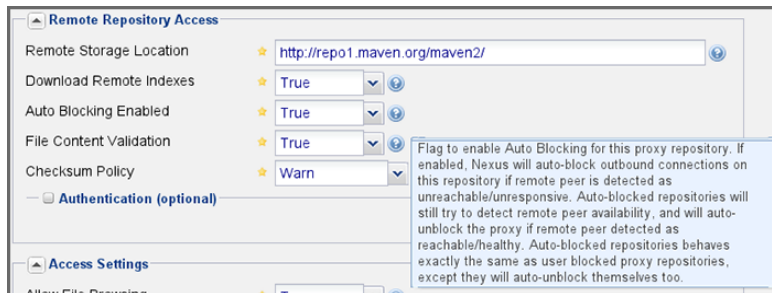 Remote Repository Access
Remote Storage Location http://repo1.maven.org/maven2/
Download Remote Indexes True
Auto Blocking Enabled True
File Content Validation True
Checksum Policy Warn
Authentication (optional)
Flag to enable Auto Blocking for this proxy repository. If
enabled, Nexus will auto-block outbound connections on
this repository if remote peer is detected as
unreachable/unresponsive. Auto-blocked repositories will
still try to detect remote peer availability, and will auto-
unblock the proxy if remote peer detected as
reachable/healthy. Auto-blocked repositories behaves
exactly the same as user blocked proxy repositories,
except they will auto-unblock themselves too.
Access Settings
Allow File Browsing